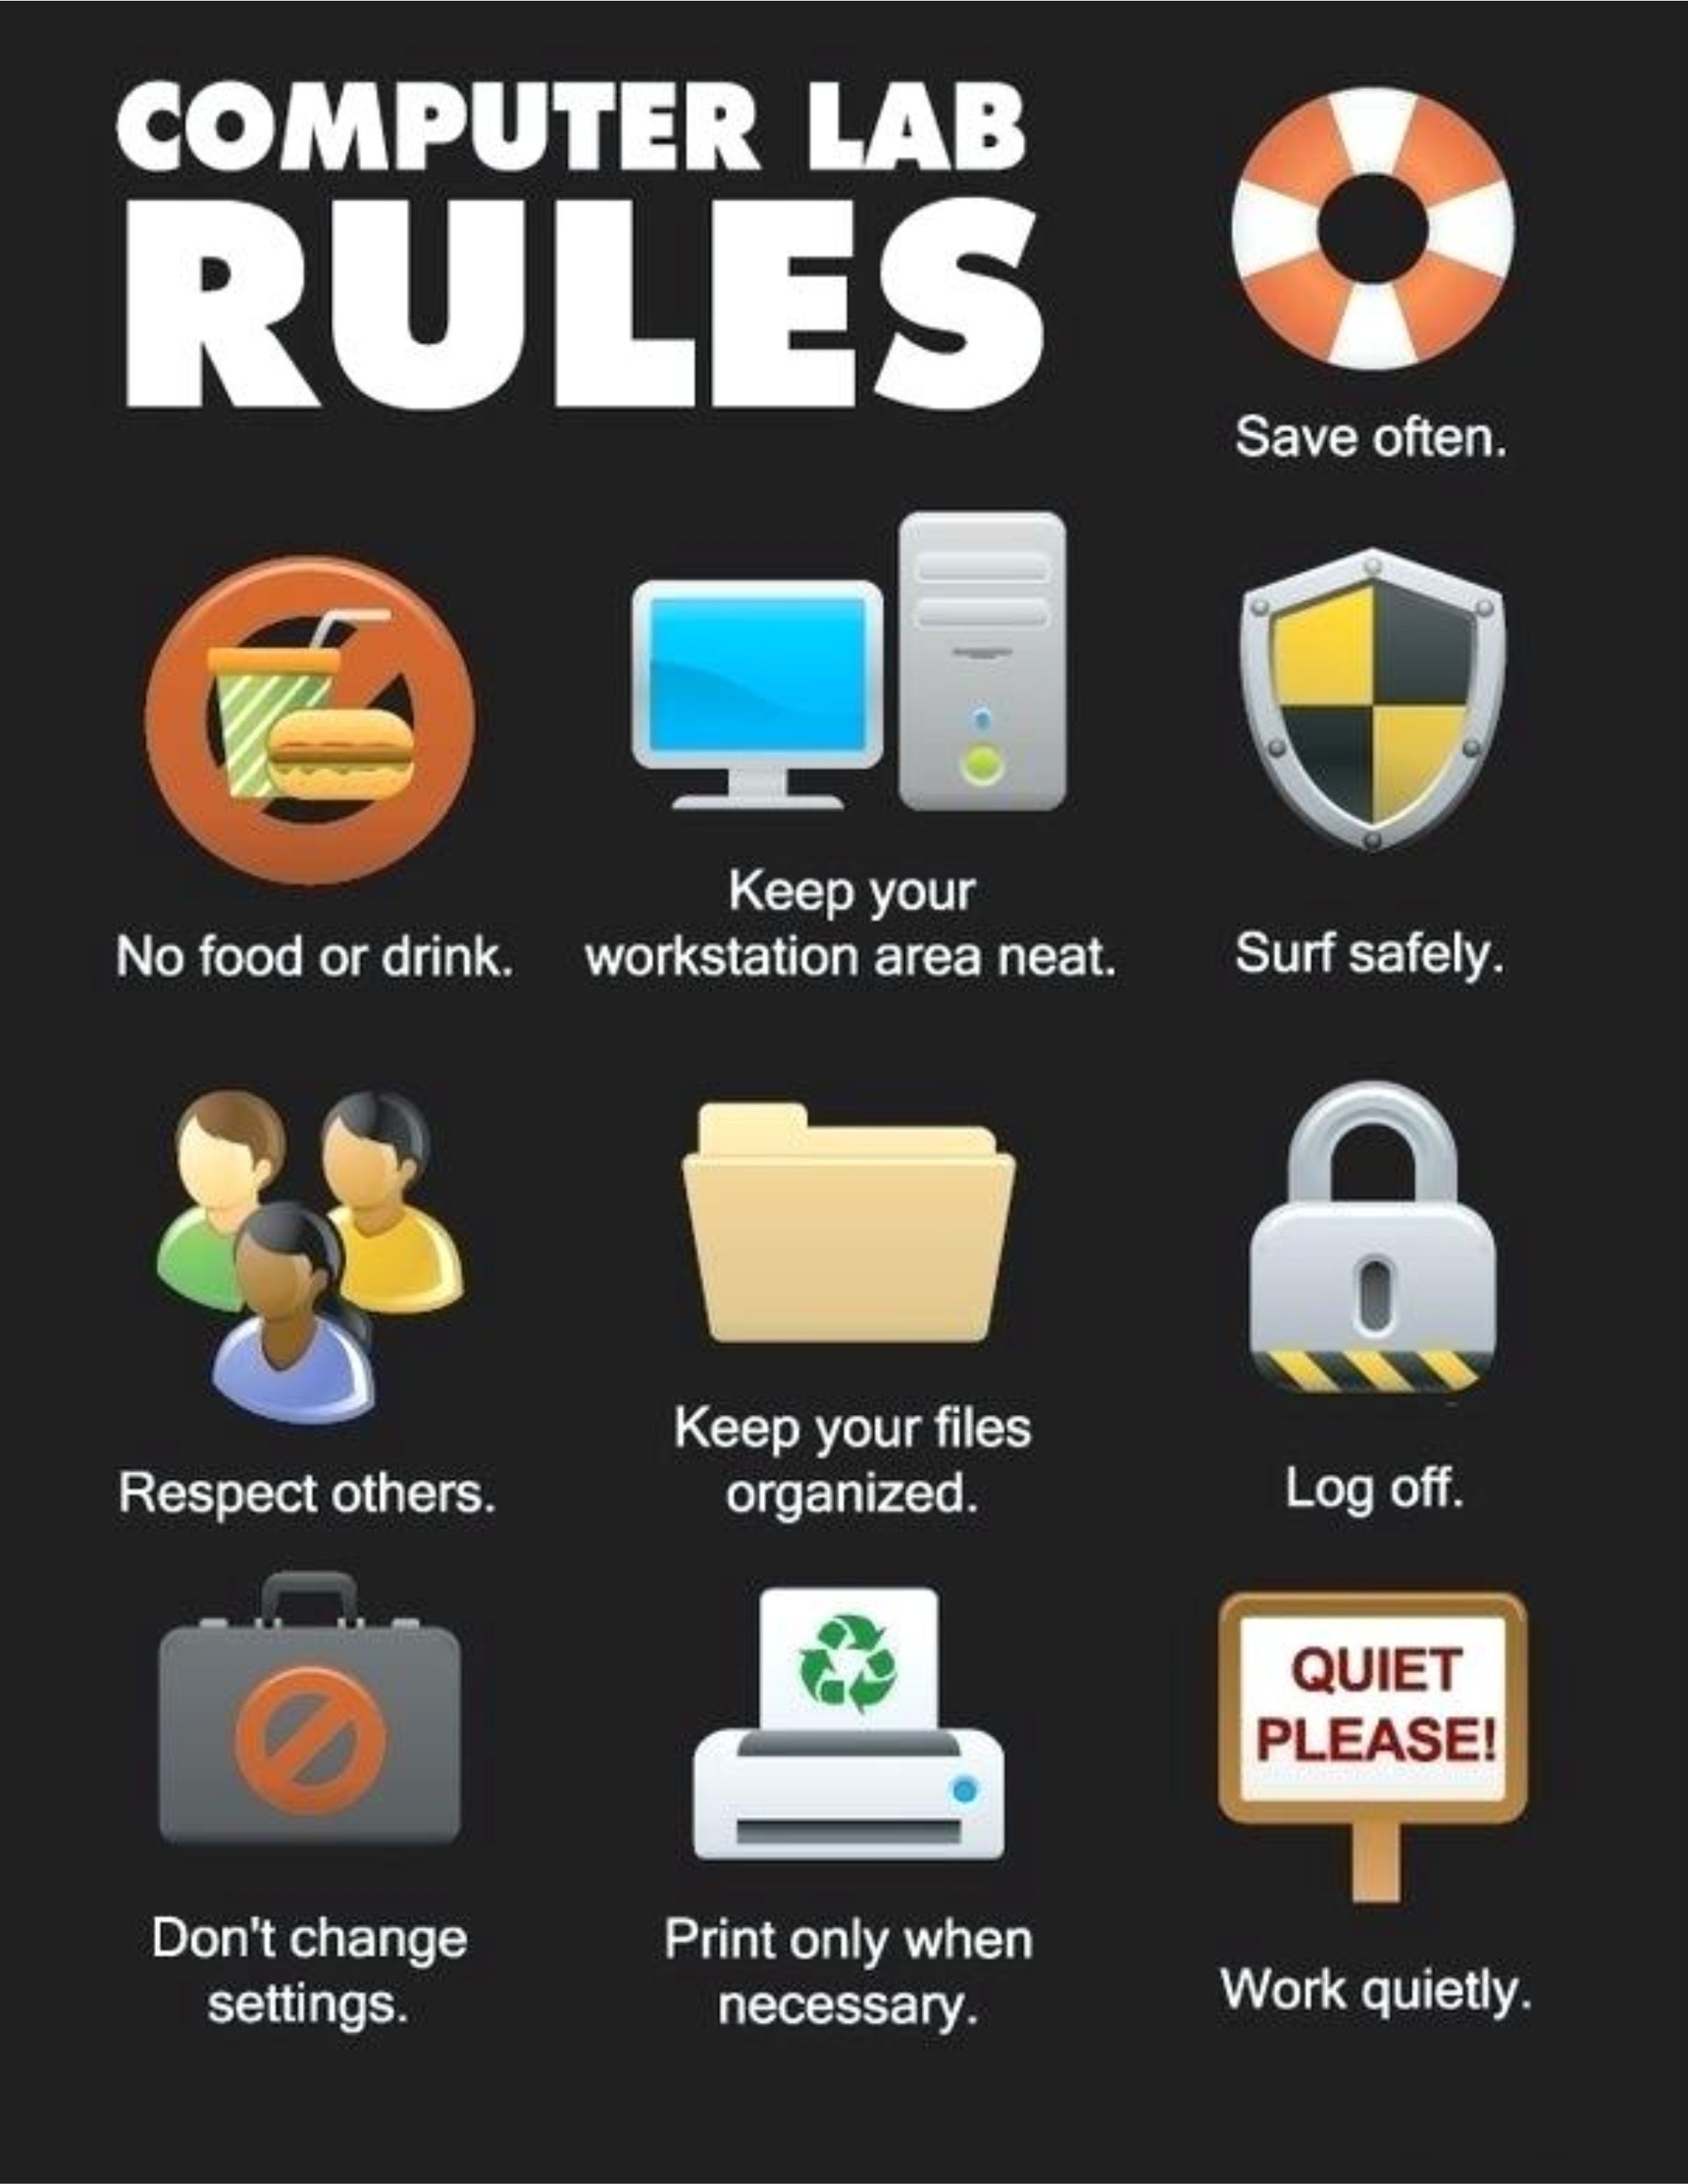 COMPUTER LAB
RULES
Save often.
No food or drink.
Keep your
workstation area neat.
Surf safely.
Respect others.
Keep your files
organized.
Log off.
Don't change
settings.
Print only when
necessary.
QUIET
PLEASE!
Work quietly.